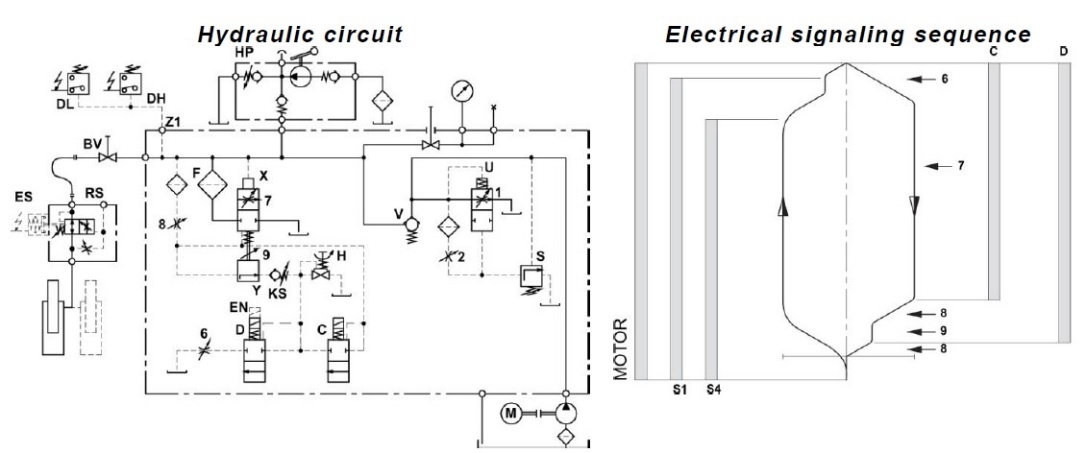 Hydraulic circuit
Electrical signaling sequence
HP
C
D
DL
DH
Z1
6
BV
F
X
U
7
1
7
ES
RS
8
V
2
9
H
S
Y
KS
EN
D
C
6
8
9
8
MOTOR
M
S1
S4